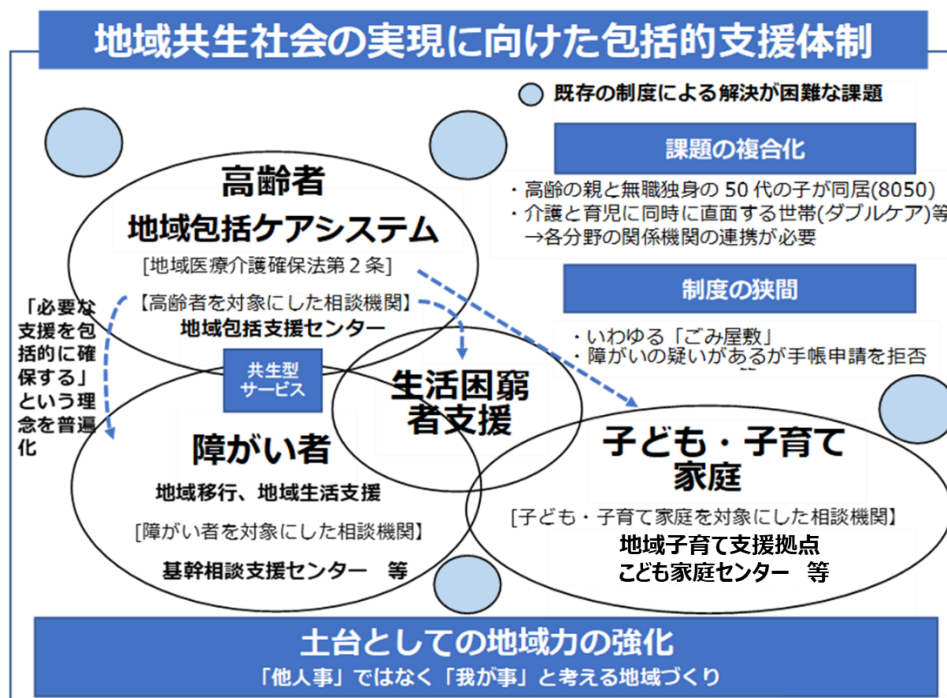 地域共生社会の実現に向けた包括的支援体制
既存の制度による解決が困難な課題
課題の複合化
・高齢の親と無職独身の 50 代の子が同居(8050)
・介護と育児に同時に直面する世帯(ダブルケア)等
→各分野の関係機関の連携が必要
制度の狭間
・いわゆる「ごみ屋敷」
・障がいの疑いがあるが手帳申請を拒否
高齢者
地域包括ケアシステム
[地域医療介護確保法第２条]
【高齢者を対象にした相談機関】
地域包括支援センター
「必要な
支援を包
括的に確
保する」
という理
念を普遍
化
共生型
サービス
生活困窮
者支援
障がい者
地域移行、地域生活支援
[障がい者を対象にした相談機関]
基幹相談支援センター 等
子ども・子育て
家庭
[子ども・子育て家庭を対象にした相談機関]
地域子育て支援拠点
こども家庭センター 等
土台としての地域力の強化
「他人事」ではなく「我が事」と考える地域づくり